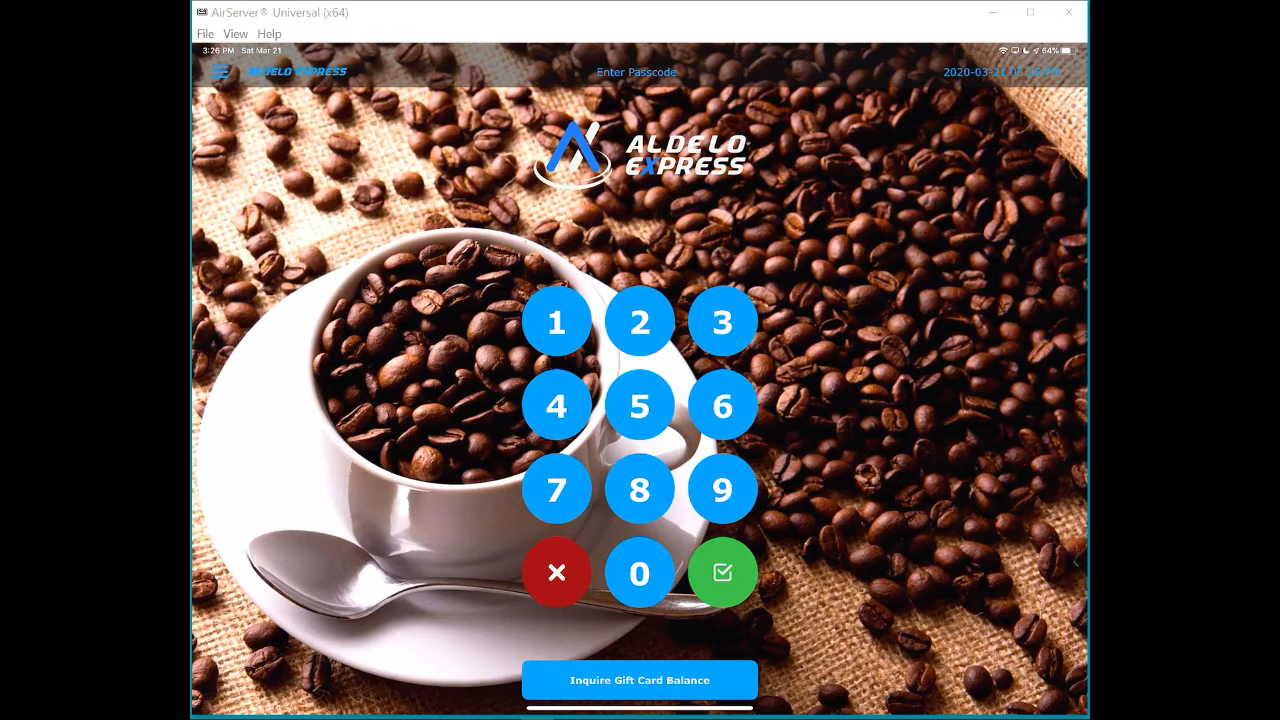 AirServer® Universal (x64)
File View Help
3:26 PM Sat Mar 21
64%
ALDELO EXPRESS
Enter Passcode
ALDELO
EXPRESS
1 2 3
4 5 6
7 8 9
0
Inquire Gift Card Balance